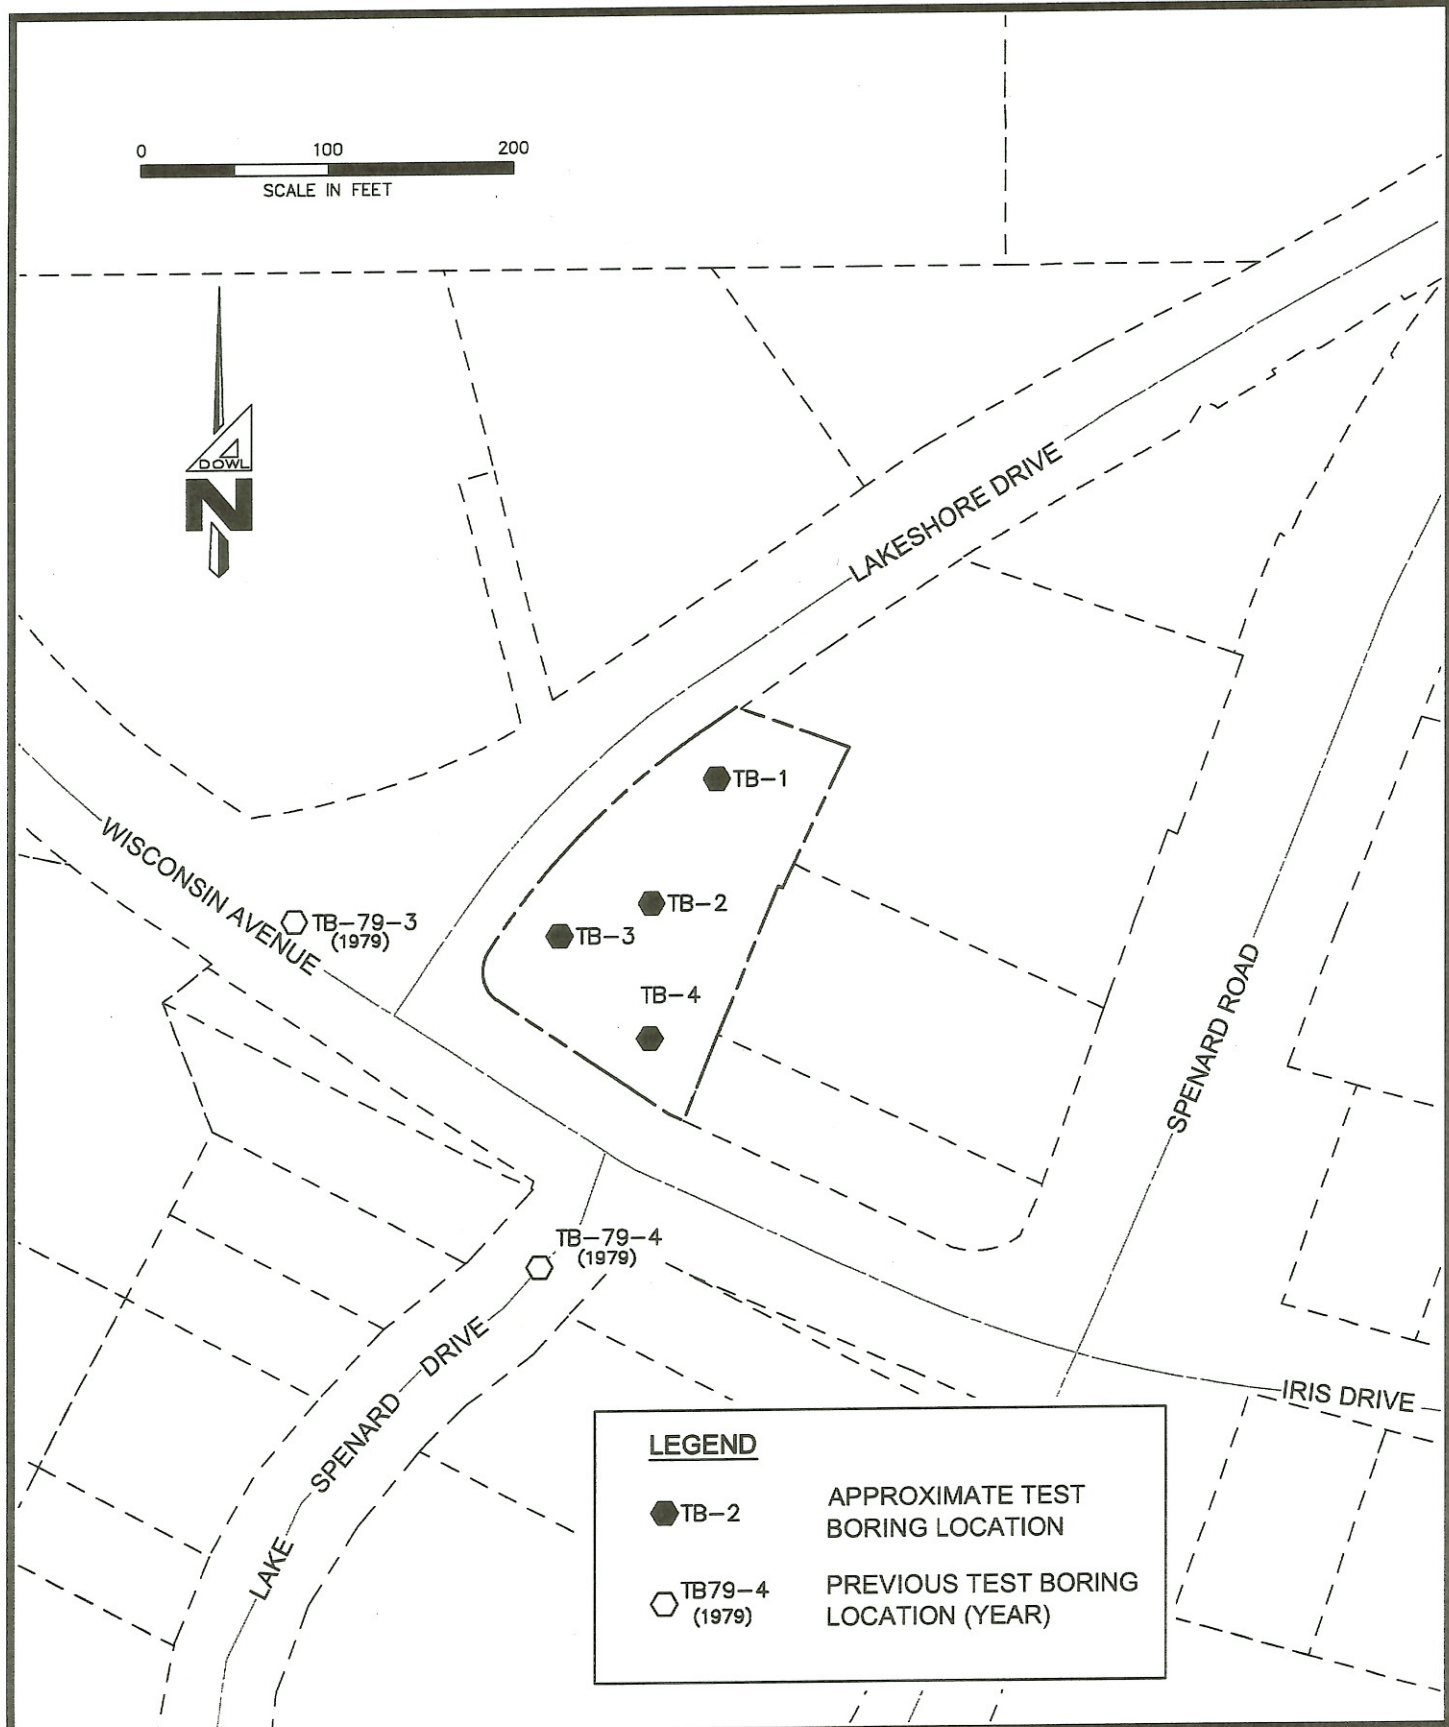 0 100 200
SCALE IN FEET
DOWL
N
LAKESHORE DRIVE
TB-1
WISCONSIN AVENUE
TB-79-3
(1979)
TB-2
TB-3
TB-4
SPENARD ROAD
TB-79-4
(1979)
LAKE SPENARD DRIVE
IRIS DRIVE
LEGEND
TB-2
APPROXIMATE TEST
BORING LOCATION
TB79-4
(1979)
PREVIOUS TEST BORING
LOCATION (YEAR)